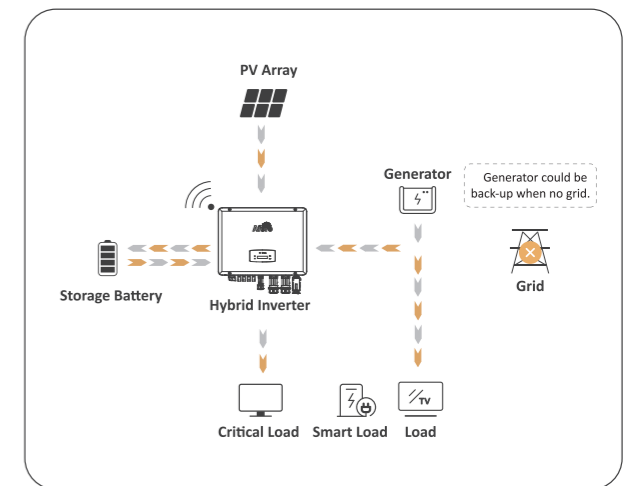 PV Array
Generator
Generator could be
back-up when no grid.
Storage Battery
Hybrid Inverter
Grid
TV
Critical Load
Smart Load
Load